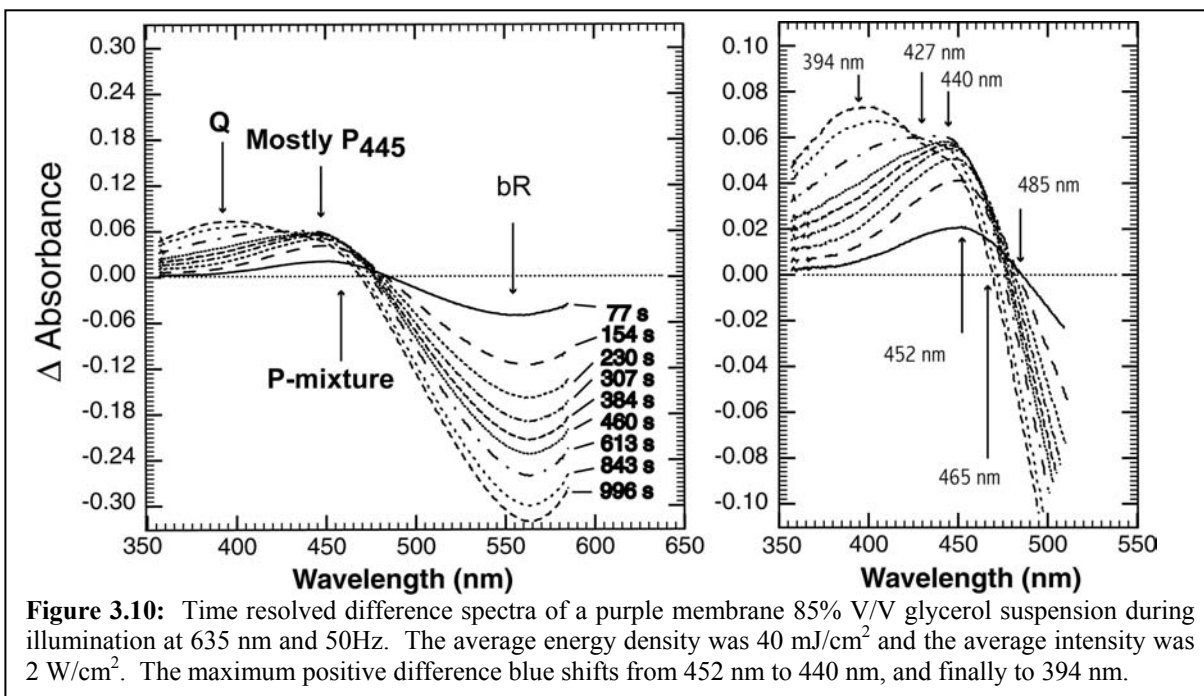 0.30
0.24
0.18
0.12
0.06
0.00
-0.06
-0.12
-0.18
-0.24
-0.30
Δ Absorbance
Q
Mostly P445
bR
P-mixture
77 s
154 s
230 s
307 s
384 s
460 s
613 s
843 s
996 s
350 400 450 500 550 600 650
Wavelength (nm)
0.10
0.08
0.06
0.04
0.02
0.00
-0.02
-0.04
-0.06
-0.08
-0.10
394 nm
427 nm
440 nm
485 nm
452 nm
465 nm
350 400 450 500 550
Wavelength (nm)
Figure 3.10: Time resolved difference spectra of a purple membrane 85% V/V glycerol suspension during
illumination at 635 nm and 50Hz. The average energy density was 40 mJ/cm² and the average intensity was
2 W/cm². The maximum positive difference blue shifts from 452 nm to 440 nm, and finally to 394 nm.